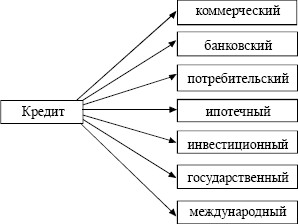 коммерческий
банковский
потребительский
Кредит
ипотечный
инвестиционный
государственный
международный